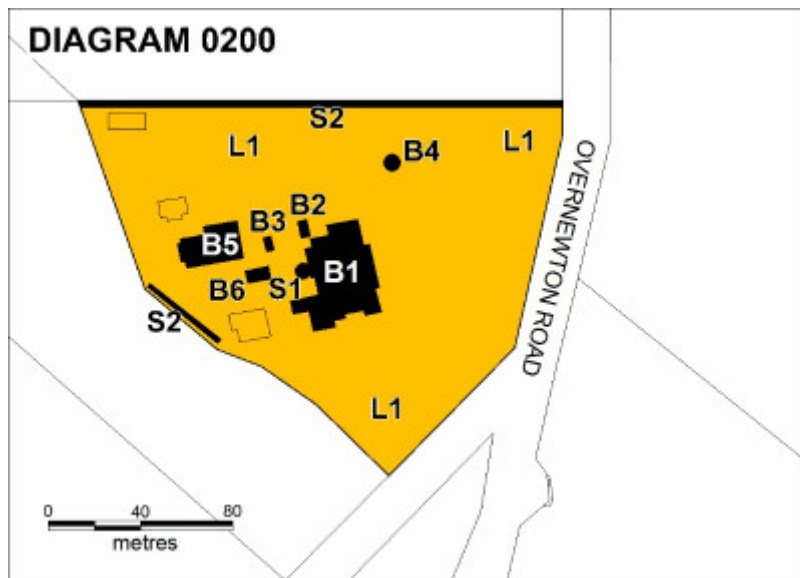 DIAGRAM 0200
S2
L1
B4
L1
B2
B3
B5
B1
B6
S1
S2
L1
OVERNEWTON ROAD
0 40 80
metres